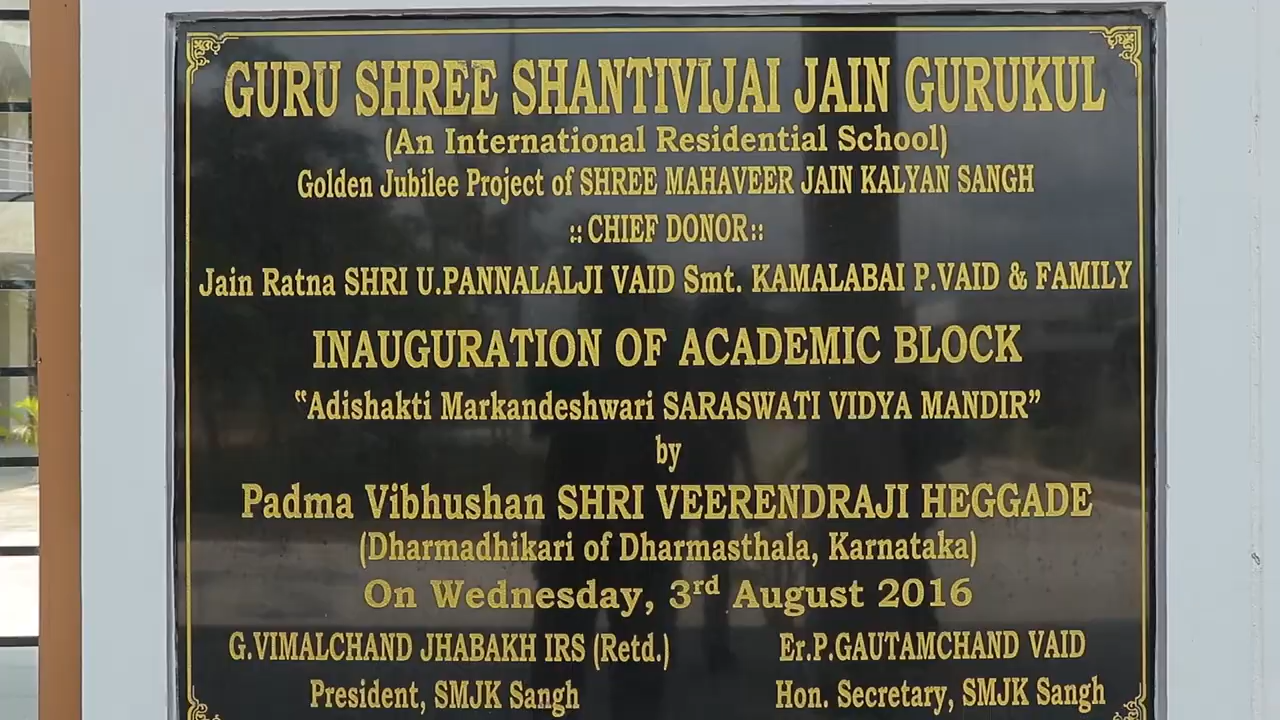 GURU SHREE SHANTIVIJAI JAIN GURUKUL
(An International Residential School)
Golden Jubilee Project of SHREE MAHAVEER JAIN KALYAN SANGH
:: CHIEF DONOR::
Jain Ratna SHRI U.PANNALALJI VAID Smt. KAMALABAI P.VAID & FAMILY
INAUGURATION OF ACADEMIC BLOCK
“Adishakti Markandeshwari SARASWATI VIDYA MANDIR”
by
Padma Vibhushan SHRI VEERENDRAJI HEGGADE
(Dharmadhikari of Dharmasthala, Karnataka)
On Wednesday, 3rd August 2016
G.VIMALCHAND JHABAKH IRS (Retd.) Er.P.GAUTAMCHAND VAID
President, SMJK Sangh Hon. Secretary, SMJK Sangh